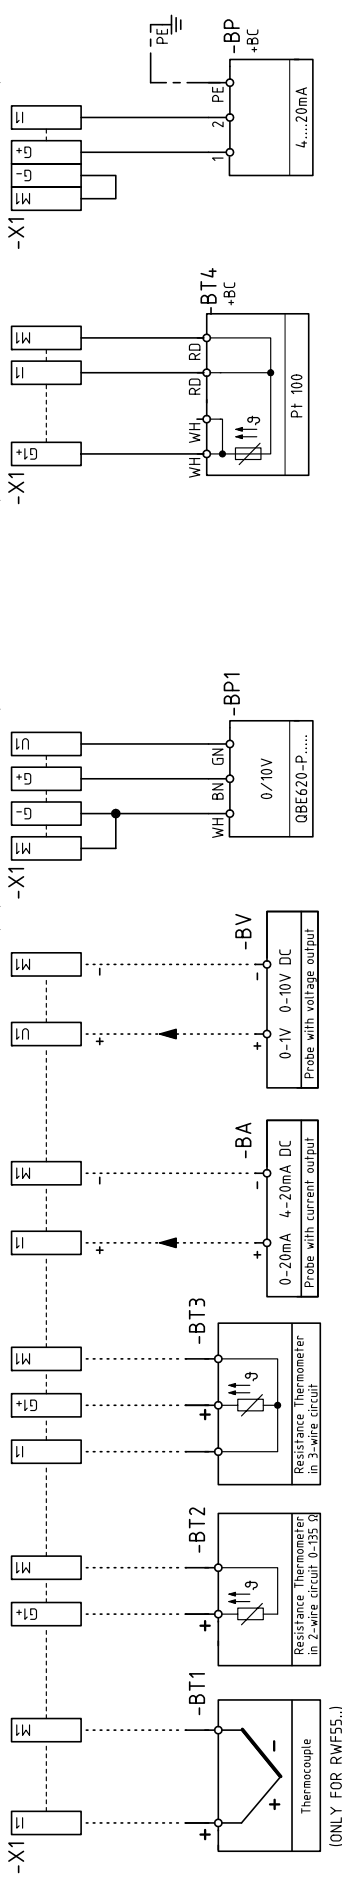 -X1
I1
M1
+
-BT1
+
-
Thermocouple
(ONLY FOR RWF55..)
G1+
M1
+
-BT2
ϑ
Resistance Thermometer
in 2-wire circuit 0-135 Ω
I1
G1+
M1
+
-BT3
ϑ
Resistance Thermometer
in 3-wire circuit
I1
M1
+
-
+
-
-BA
0-20mA 4-20mA DC
Probe with current output
U1
M1
+
-
+
-
-BV
0-1V 0-10V DC
Probe with voltage output
-X1
M1
G-
G+
U1
WH
BN
GN
-BP1
0/10V
QBE620-P.....
-X1
G1+
I1
M1
WH
WH
RD
RD
-BT4
+BC
ϑ
Pt 100
-X1
M1
G-
G+
I1
1
2
PE
PE
-BP
+BC
4....20mA